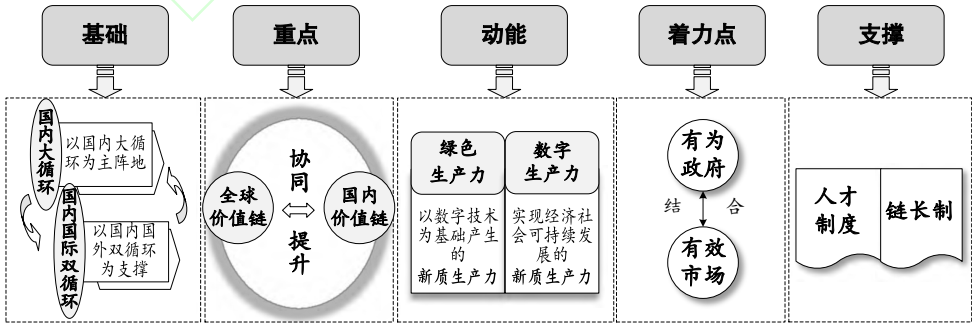 基础
重点
动能
着力点
支撑
国内大循环
以国内大循
环为主阵地
国内国际双循环
以国内国
外双循环
为支撑
协同
全球
价值链
国内
价值链
提升
绿色
生产力
以数字技术
为基础产生
的
新质生产力
数字
生产力
实现经济社
会可持续发
展的
新质生产力
有为
政府
结 合
有效
市场
人才
制度
链长制